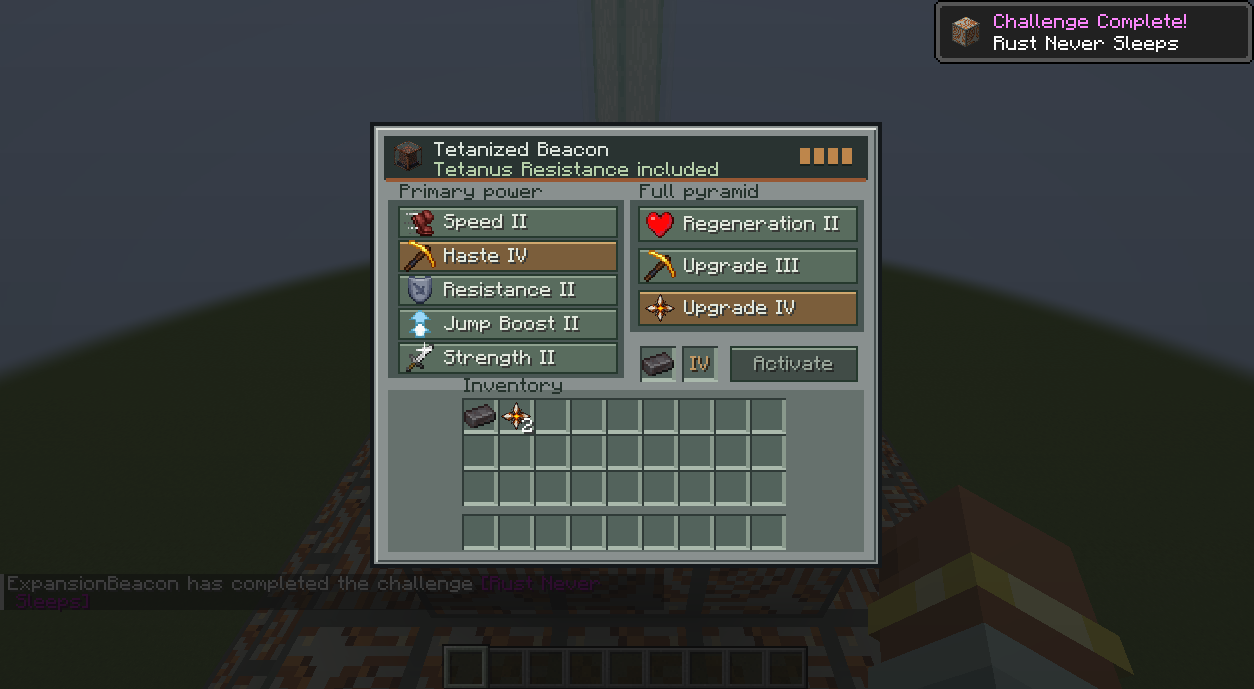 Challenge Complete!
Rust Never Sleeps
Tetanized Beacon
Tetanus Resistance included
Primary power
Full pyramid
Speed II
Haste IV
Resistance II
Jump Boost II
Strength II
Regeneration II
Upgrade III
Upgrade IV
IV
Activate
Inventory
2
ExpansionBeacon has completed the challenge [Rust Never
Sleeps]